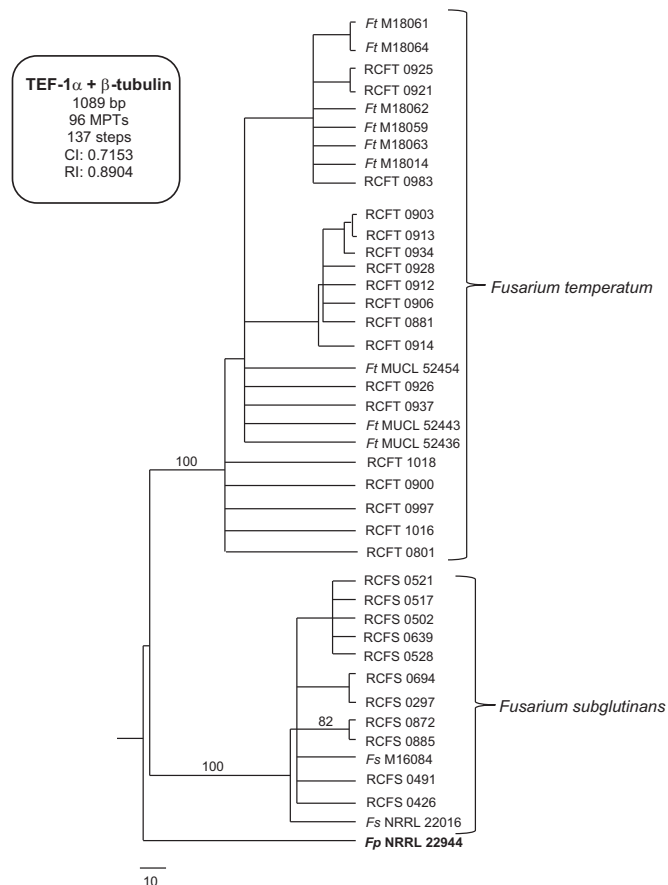 TEF-1α + β-tubulin
1089 bp
96 MPTs
137 steps
CI: 0.7153
RI: 0.8904
Ft M18061
Ft M18064
RCFT 0925
RCFT 0921
Ft M18062
Ft M18059
Ft M18063
Ft M18014
RCFT 0983
RCFT 0903
RCFT 0913
RCFT 0934
RCFT 0928
RCFT 0912
RCFT 0906
RCFT 0881
RCFT 0914
Ft MUCL 52454
RCFT 0926
RCFT 0937
Ft MUCL 52443
Ft MUCL 52436
RCFT 1018
RCFT 0900
RCFT 0997
RCFT 1016
RCFT 0801
Fusarium temperatum
100
RCFS 0521
RCFS 0517
RCFS 0502
RCFS 0639
RCFS 0528
RCFS 0694
RCFS 0297
RCFS 0872
RCFS 0885
Fs M16084
RCFS 0491
RCFS 0426
Fs NRRL 22016
Fusarium subglutinans
82
100
Fp NRRL 22944
10